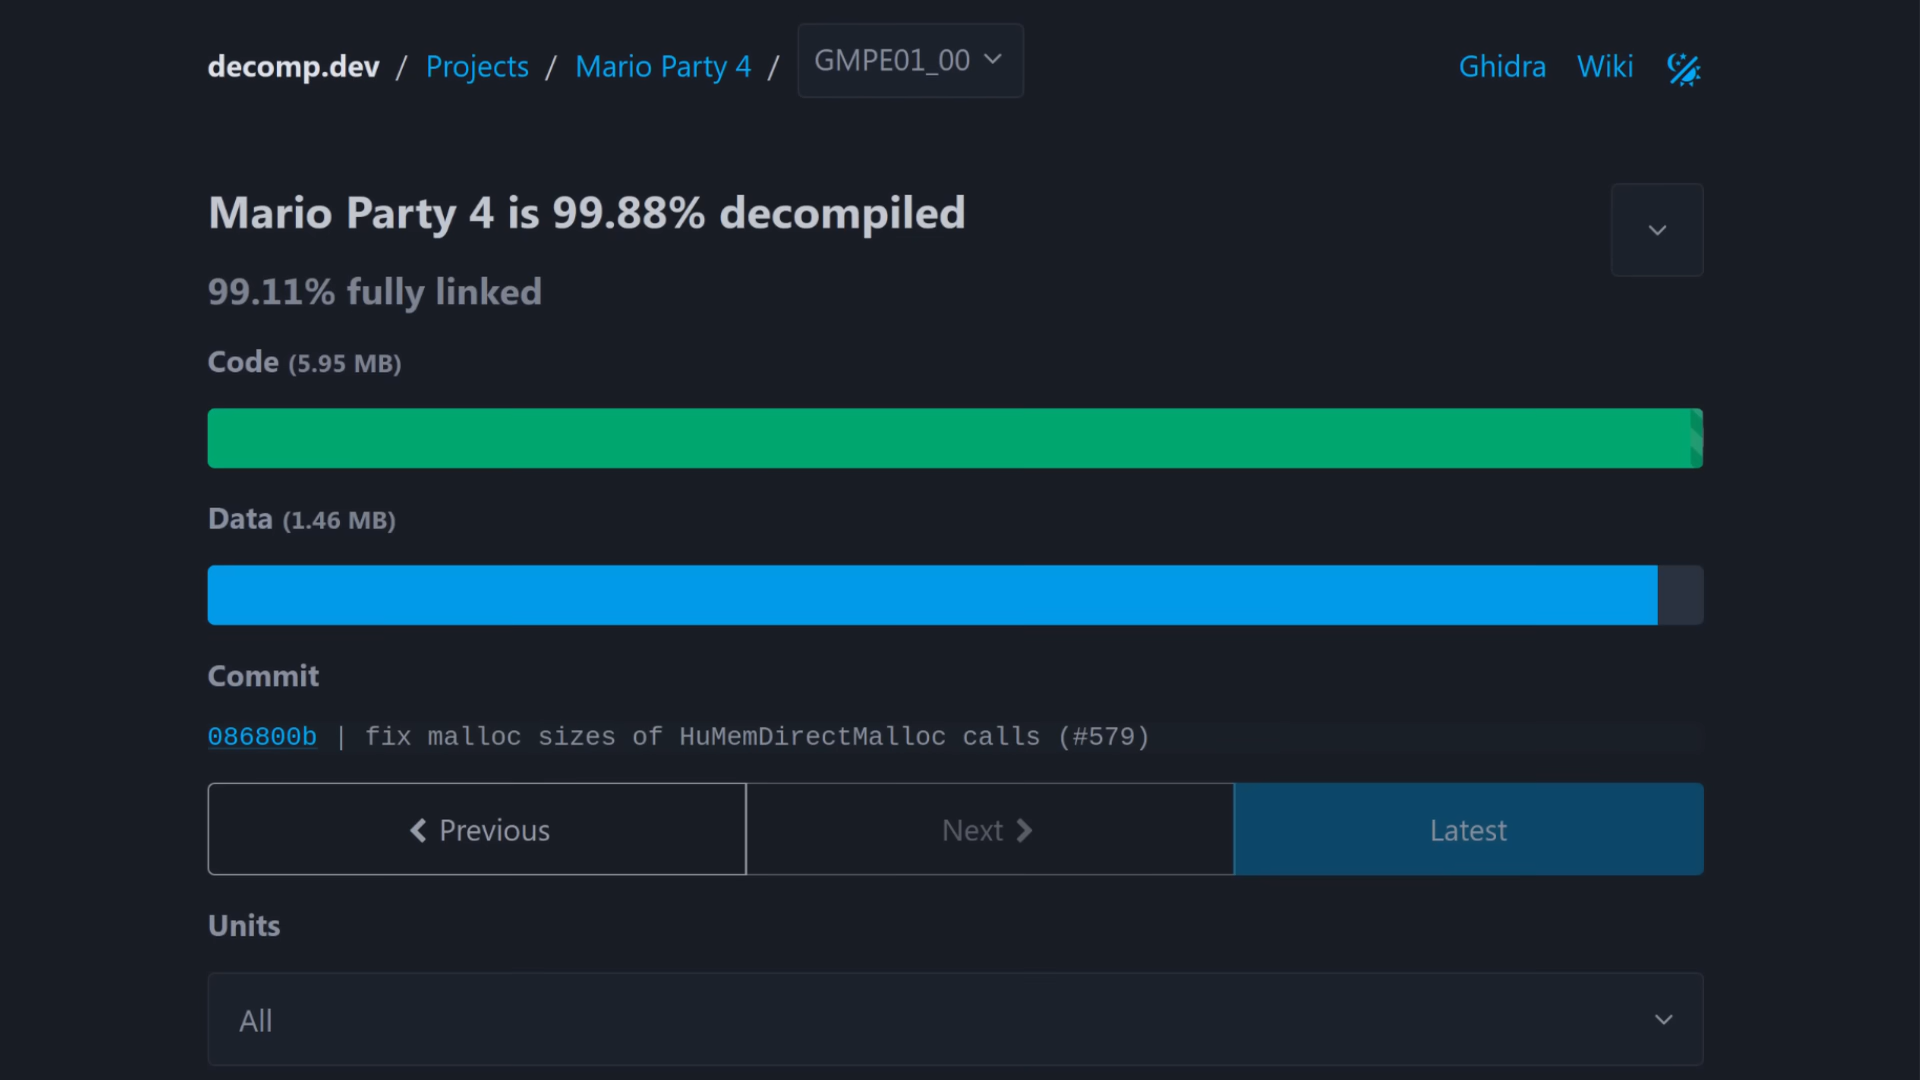 decomp.dev / Projects / Mario Party 4 / GMPE01_00
Ghidra Wiki
Mario Party 4 is 99.88% decompiled
99.11% fully linked
Code (5.95 MB)
Data (1.46 MB)
Commit
086800b | fix malloc sizes of HuMemDirectMalloc calls (#579)
Previous
Next
Latest
Units
All